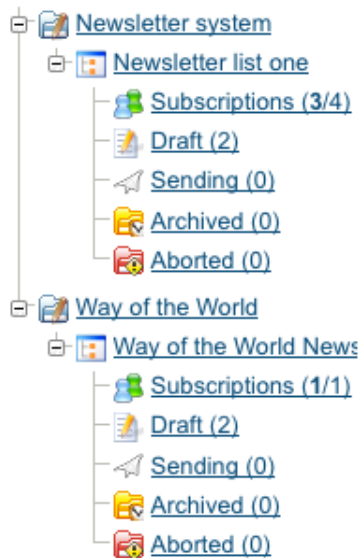 Newsletter system
Newsletter list one
Subscriptions (3/4)
Draft (2)
Sending (0)
Archived (0)
Aborted (0)
Way of the World
Way of the World News
Subscriptions (1/1)
Draft (2)
Sending (0)
Archived (0)
Aborted (0)